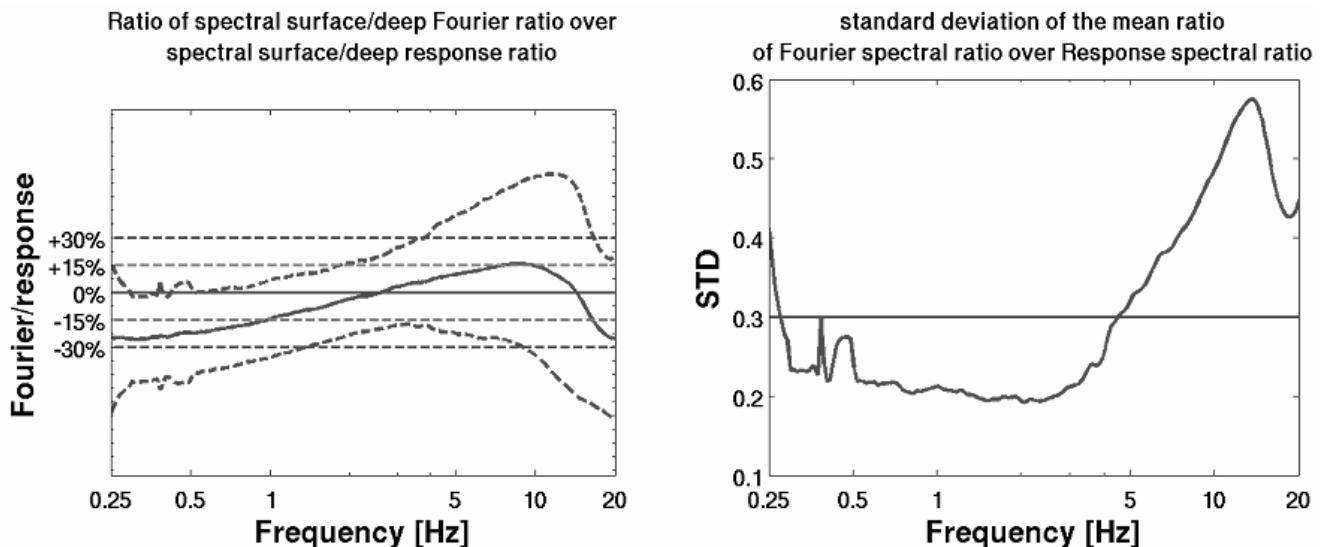 Ratio of spectral surface/deep Fourier ratio over
spectral surface/deep response ratio
Fourier/response
+30%
+15%
0%
-15%
-30%
0.25 0.5 1 5 10 20
Frequency [Hz]
standard deviation of the mean ratio
of Fourier spectral ratio over Response spectral ratio
STD
0.6
0.5
0.4
0.3
0.2
0.1
0.25 0.5 1 5 10 20
Frequency [Hz]